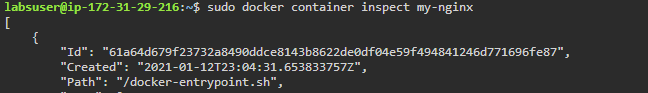 labsuser@ip-172-31-29-216:~$ sudo docker container inspect my-nginx
[
    {
        "Id": "61a64d679f23732a8490ddce8143b8622de0df04e59f494841246d771696fe87",
        "Created": "2021-01-12T23:04:31.653833757Z",
        "Path": "/docker-entrypoint.sh",